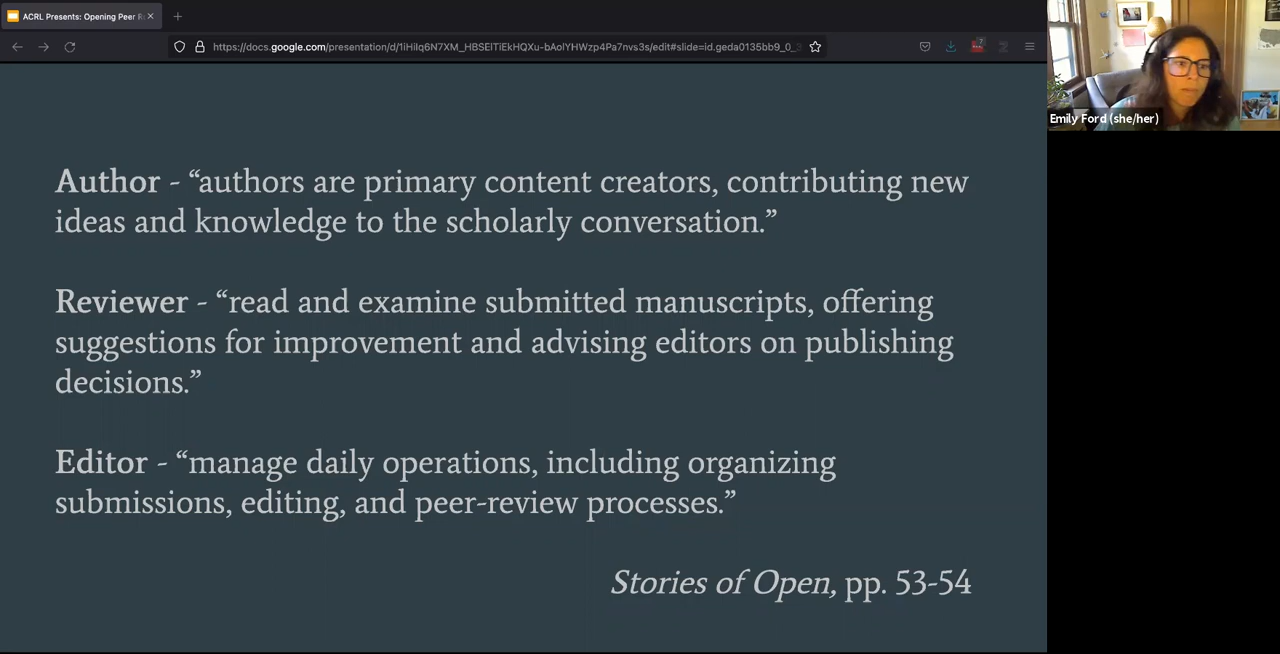 ACRL Presents: Opening Peer R
https://docs.google.com/presentation/d/1iHilq6N7XM_HBSElTiEkHQXu-bAolYHWzp4Pa7nvs3s/edit#slide=id.geda0135bb9_0_3
7
Emily Ford (she/her)
Author - “authors are primary content creators, contributing new
ideas and knowledge to the scholarly conversation.”
Reviewer - “read and examine submitted manuscripts, offering
suggestions for improvement and advising editors on publishing
decisions.”
Editor - “manage daily operations, including organizing
submissions, editing, and peer-review processes.”
Stories of Open, pp. 53-54